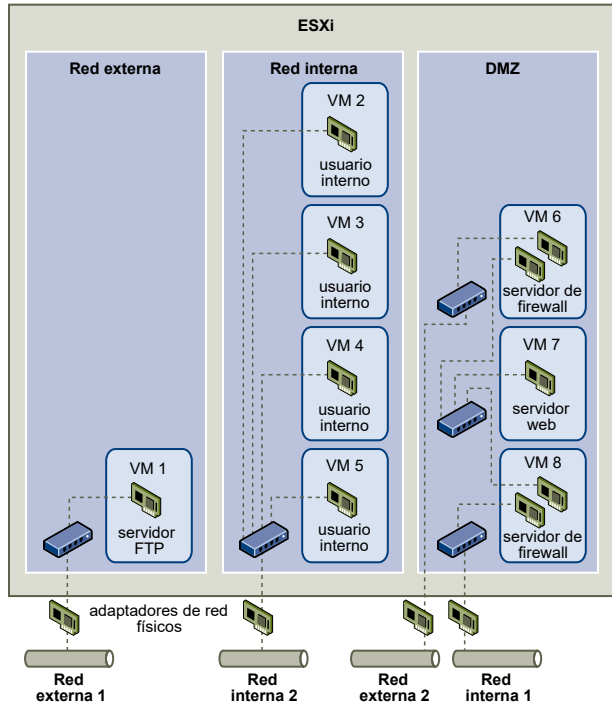 ESXi
Red externa
VM 1
servidor
FTP
Red interna
VM 2
usuario
interno
VM 3
usuario
interno
VM 4
usuario
interno
VM 5
usuario
interno
DMZ
VM 6
servidor de
firewall
VM 7
servidor
web
VM 8
servidor de
firewall
adaptadores de red
físicos
Red
externa 1
Red
interna 2
Red
externa 2
Red
interna 1